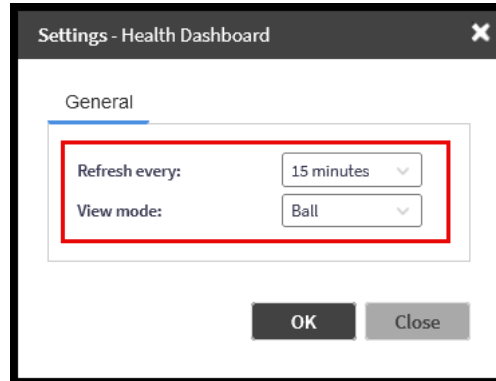 Settings - Health Dashboard
General
Refresh every: 15 minutes
View mode: Ball
OK Close